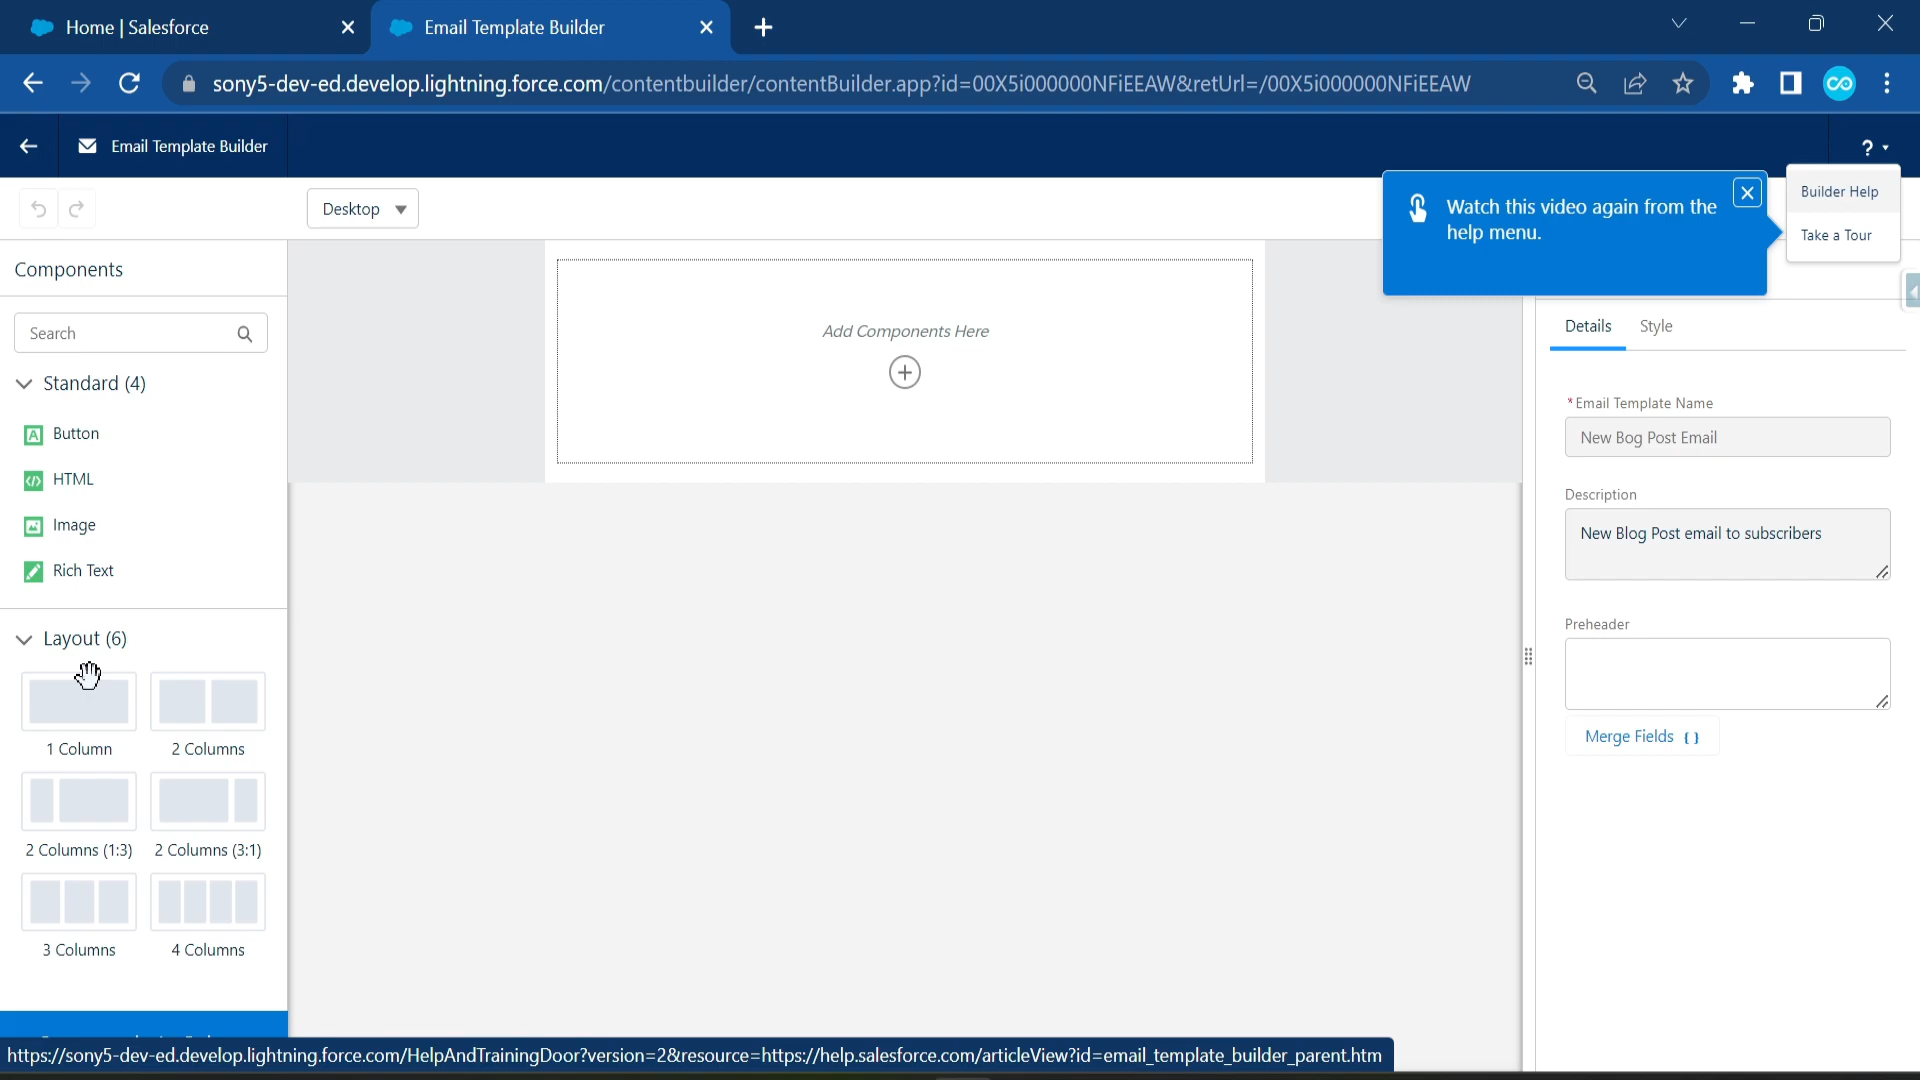 Home | Salesforce
Email Template Builder
sony5-dev-ed.develop.lightning.force.com/contentbuilder/contentBuilder.app?id=00X5i000000NFiEEAW&retUrl=/00X5i000000NFiEEAW
Email Template Builder
?
Desktop
Watch this video again from the
help menu.
Builder Help
Take a Tour
Components
Search
Standard (4)
Button
HTML
Image
Rich Text
Layout (6)
1 Column
2 Columns
2 Columns (1:3)
2 Columns (3:1)
3 Columns
4 Columns
Add Components Here
Details
Style
* Email Template Name
New Bog Post Email
Description
New Blog Post email to subscribers
Preheader
Merge Fields { }
https://sony5-dev-ed.develop.lightning.force.com/HelpAndTrainingDoor?version=2&resource=https://help.salesforce.com/articleView?id=email_template_builder_parent.htm